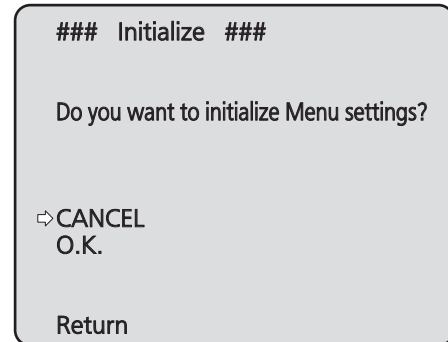 ### Initialize ###
Do you want to initialize Menu settings?
⇨CANCEL
O.K.
Return